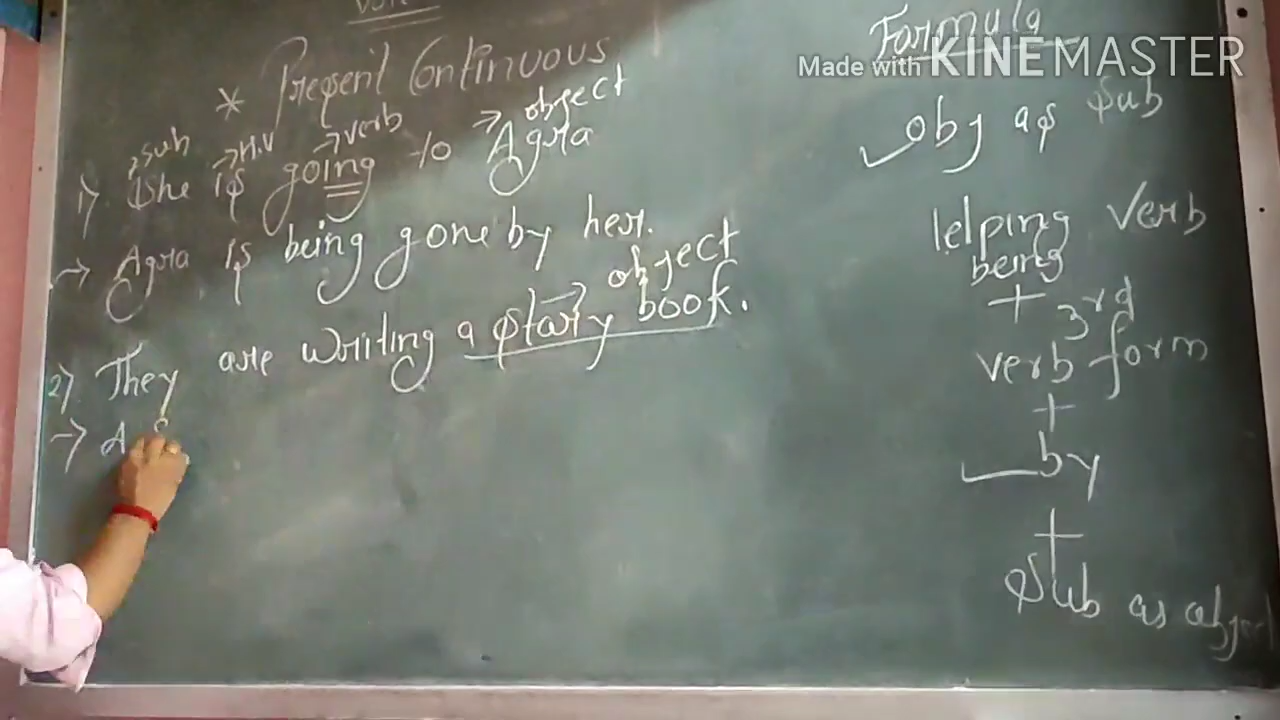 * Present Continuous
sub H.V verb object
1) She is going to Agra
→ Agra is being gone by her.
object
2) They are writing a story book.
→ A S
Formula
Made with KINEMASTER
obj as sub
helping verb
being
+ 3rd
verb form
+
by
+
Sub as object